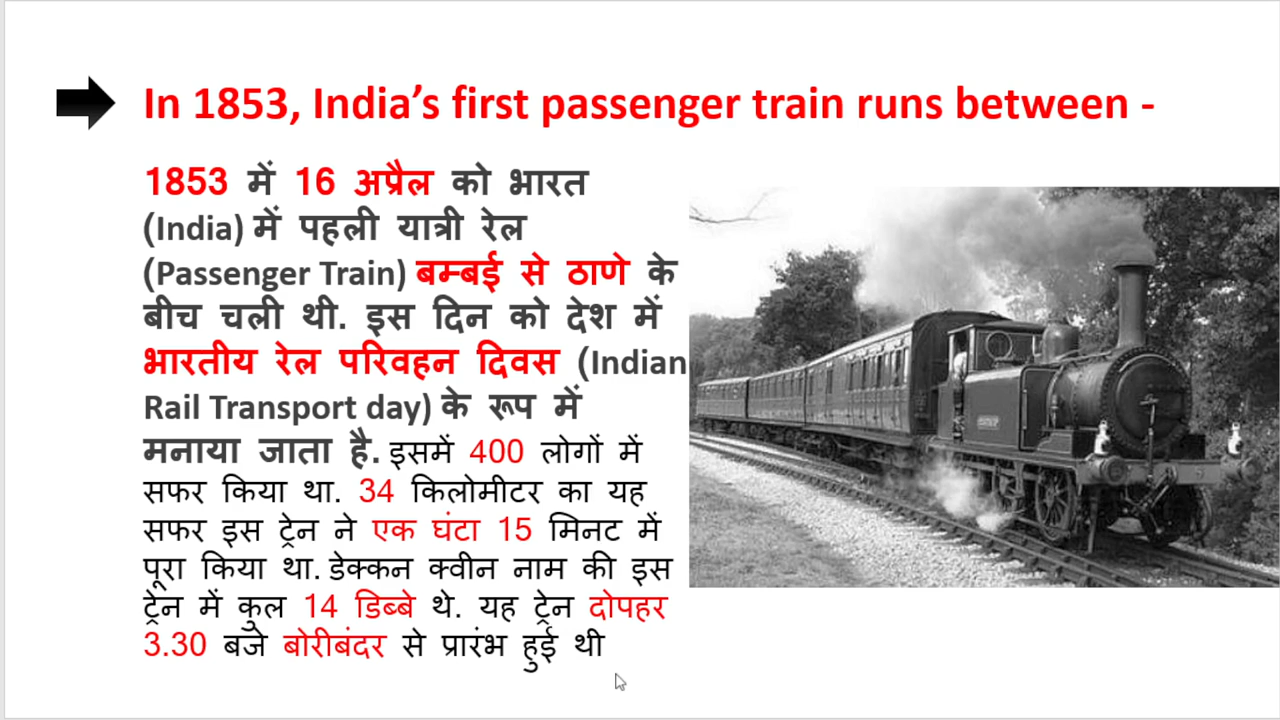 In 1853, India’s first passenger train runs between -
1853 में 16 अप्रैल को भारत
(India) में पहली यात्री रेल
(Passenger Train) बम्बई से ठाणे के
बीच चली थी. इस दिन को देश में
भारतीय रेल परिवहन दिवस (Indian
Rail Transport day) के रूप में
मनाया जाता है. इसमें 400 लोगों में
सफर किया था. 34 किलोमीटर का यह
सफर इस ट्रेन ने एक घंटा 15 मिनट में
पूरा किया था. डेक्कन क्वीन नाम की इस
ट्रेन में कुल 14 डिब्बे थे. यह ट्रेन दोपहर
3.30 बजे बोरीबंदर से प्रारंभ हुई थी